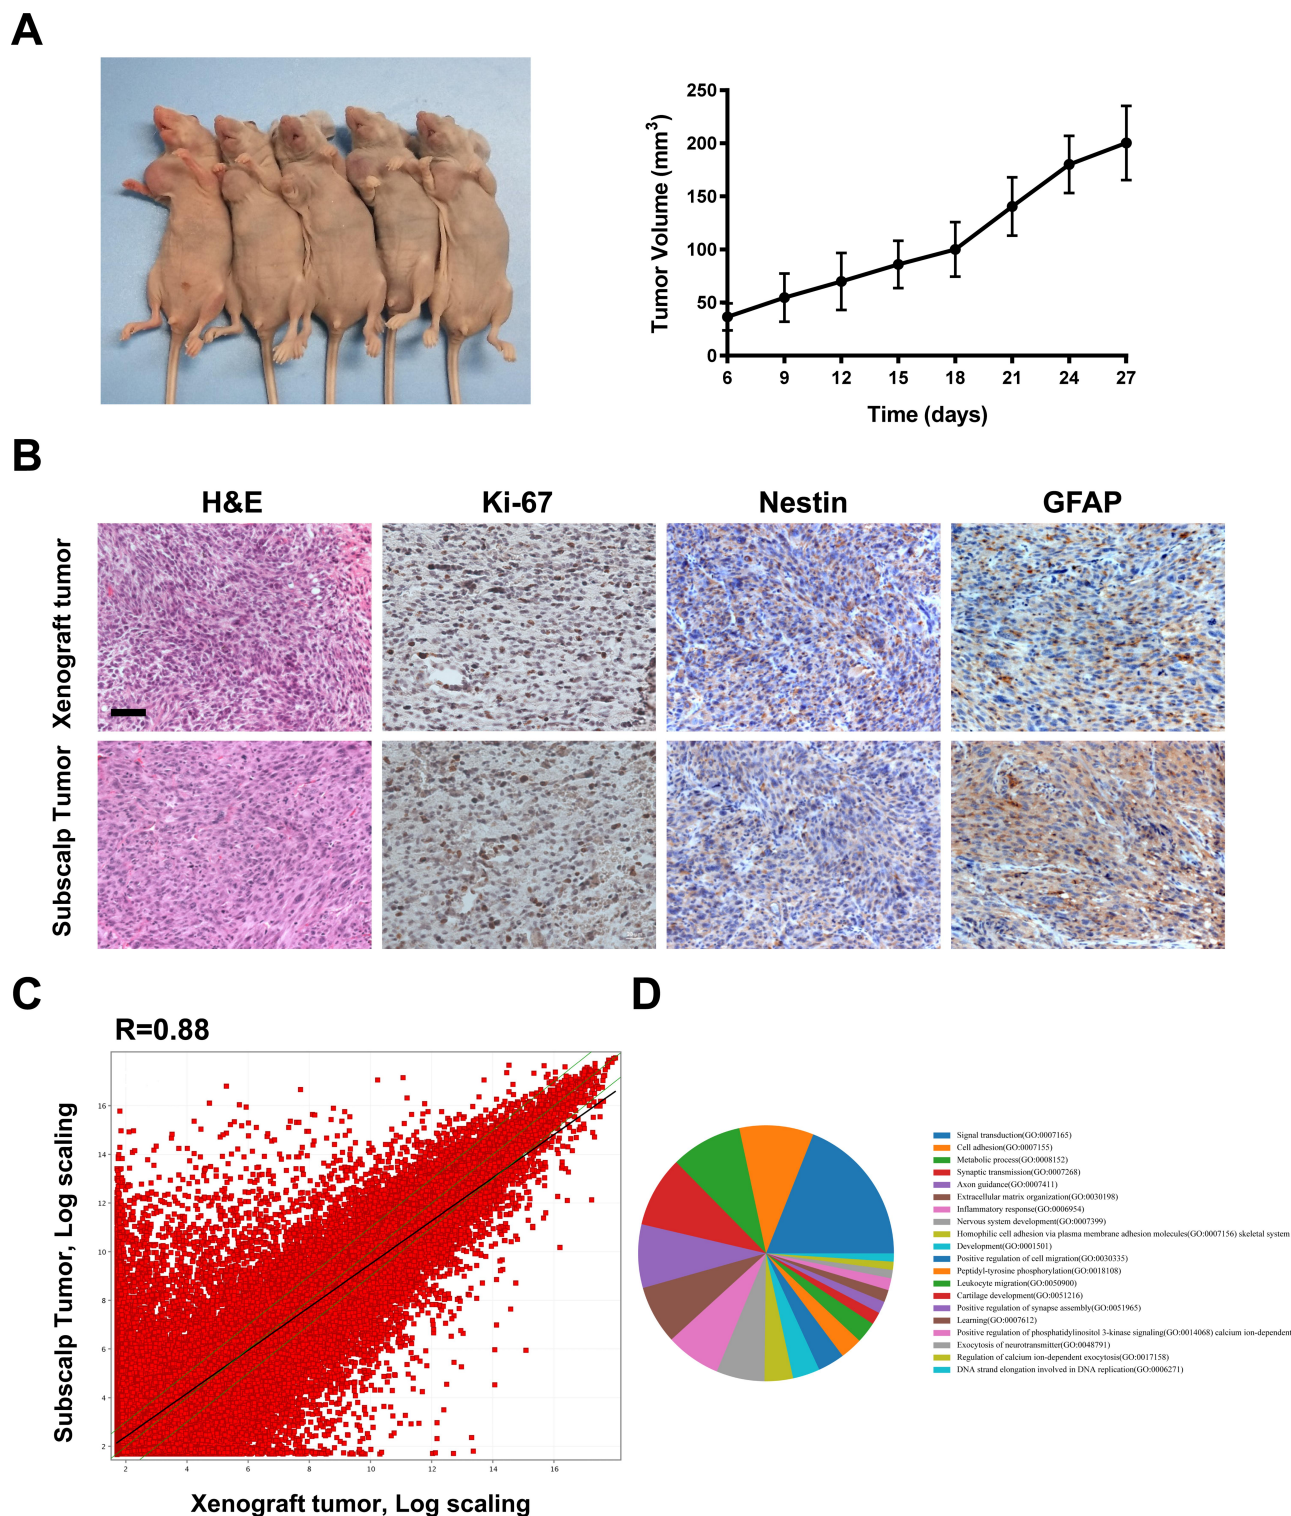 A
250
200
150
100
50
0
6 9 12 15 18 21 24 27
Tumor Volume (mm³)
Time (days)
B
H&E Ki-67 Nestin GFAP
Xenograft tumor
Subscalp Tumor
C
R=0.88
16
14
12
10
8
6
4
2
2 4 6 8 10 12 14 16
Subscalp Tumor, Log scaling
Xenograft tumor, Log scaling
D
Signal transduction(GO:0007165)
Cell adhesion(GO:0007155)
Metabolic process(GO:0008152)
Synaptic transmission(GO:0007268)
Axon guidance(GO:0007411)
Extracellular matrix organization(GO:0030198)
Inflammatory response(GO:0006954)
Nervous system development(GO:0007399)
Homophilic cell adhesion via plasma membrane adhesion molecules(GO:0007156) skeletal system
Development(GO:0001501)
Positive regulation of cell migration(GO:0030335)
Peptidyl-tyrosine phosphorylation(GO:0018108)
Leukocyte migration(GO:0050900)
Cartilage development(GO:0051216)
Positive regulation of synapse assembly(GO:0051965)
Learning(GO:0007612)
Positive regulation of phosphatidylinositol 3-kinase signaling(GO:0014068) calcium ion-dependent
Exocytosis of neurotransmitter(GO:0048791)
Regulation of calcium ion-dependent exocytosis(GO:0017158)
DNA strand elongation involved in DNA replication(GO:0006271)